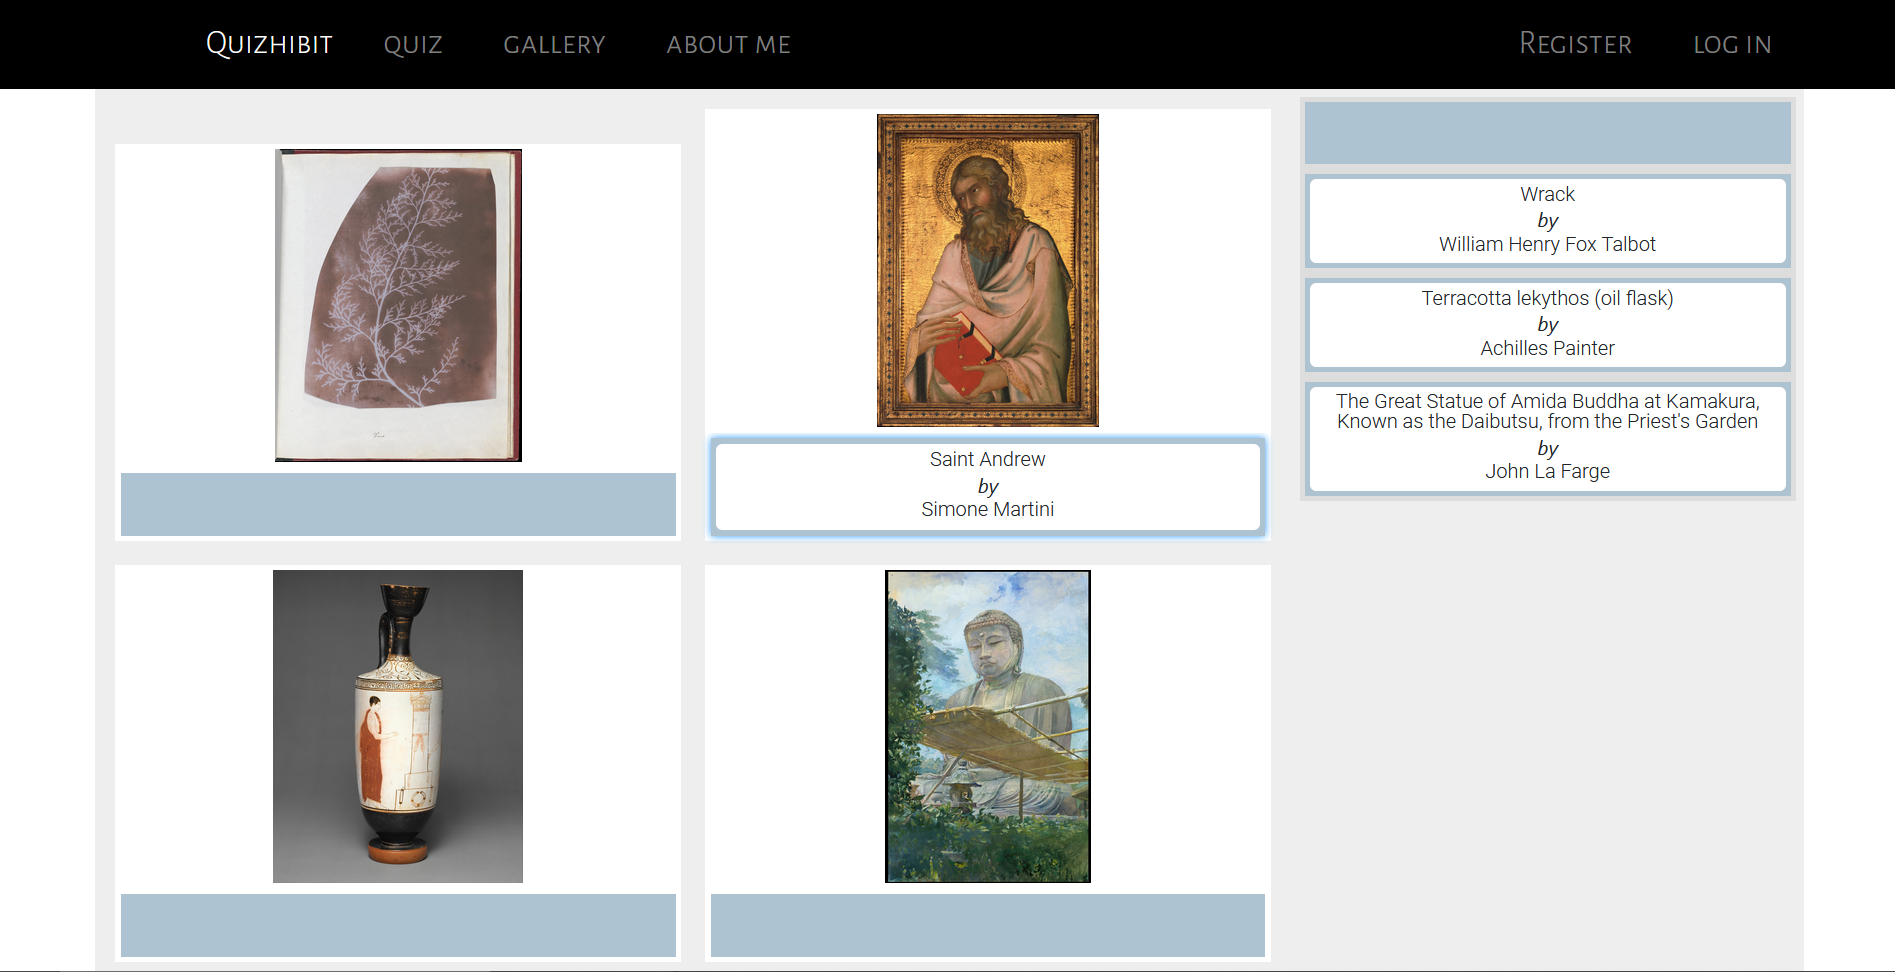 Quizhibit QUIZ GALLERY ABOUT ME Register LOG IN
Saint Andrew
by
Simone Martini
Wrack
by
William Henry Fox Talbot
Terracotta lekythos (oil flask)
by
Achilles Painter
The Great Statue of Amida Buddha at Kamakura,
Known as the Daibutsu, from the Priest's Garden
by
John La Farge